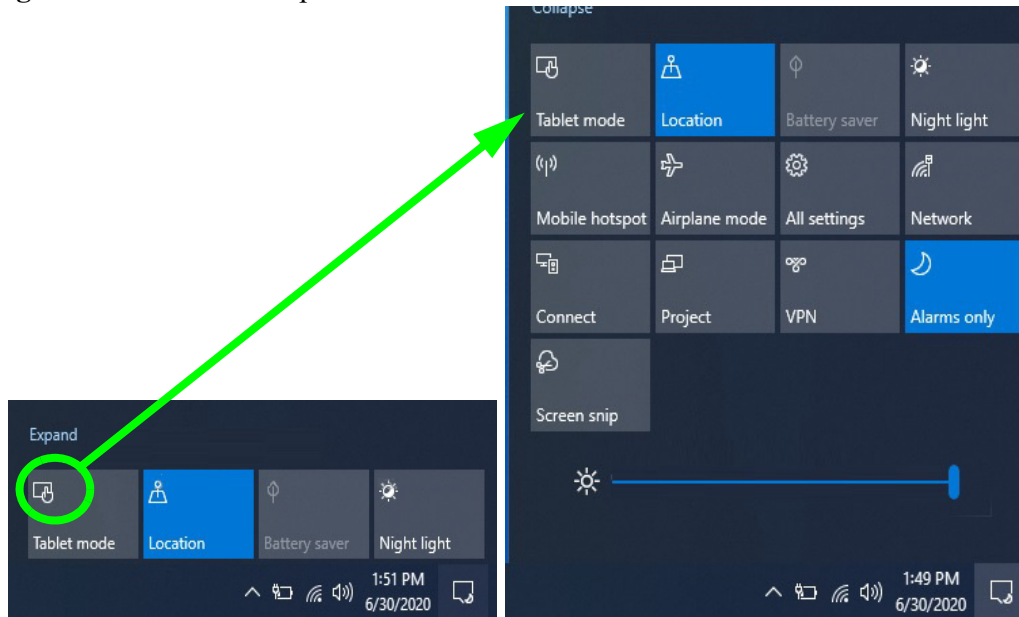 Collapse
Tablet mode
Location
Battery saver
Night light
Mobile hotspot
Airplane mode
All settings
Network
Connect
Project
VPN
Alarms only
Screen snip
1:49 PM
6/30/2020
Expand
Tablet mode
Location
Battery saver
Night light
1:51 PM
6/30/2020